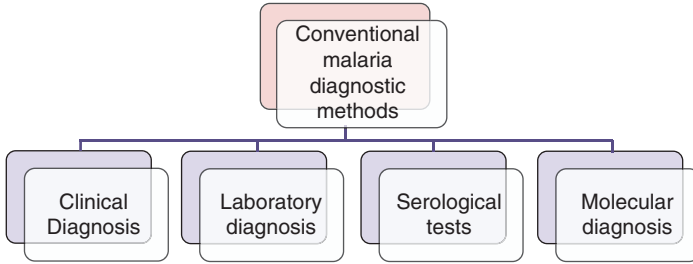 Conventional
malaria
diagnostic
methods
Clinical
Diagnosis
Laboratory
diagnosis
Serological
tests
Molecular
diagnosis